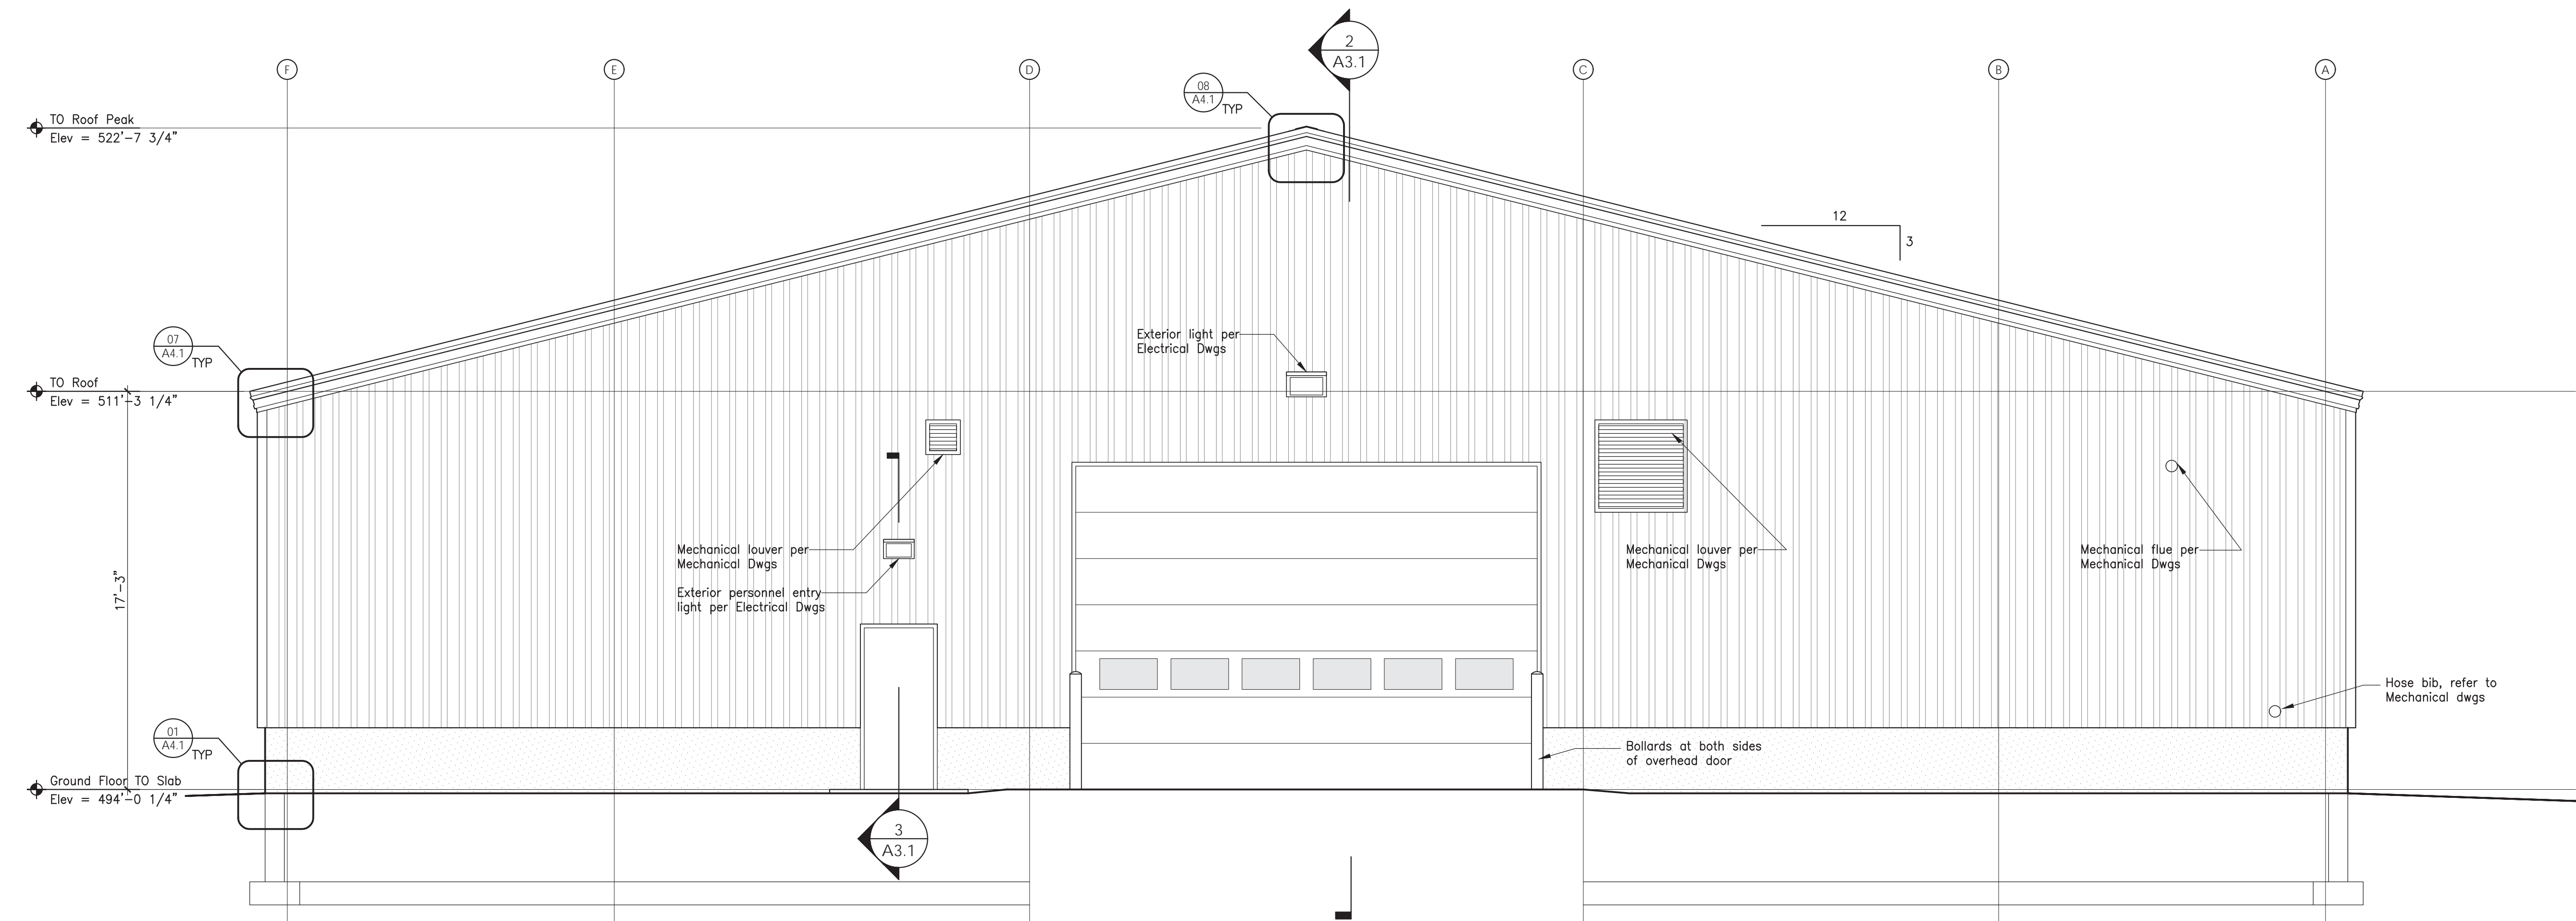 2
A3.1
F
E
D
C
B
A
08
A4.1
TYP
TO Roof Peak
Elev = 522'-7 3/4"
12
3
07
A4.1
TYP
Exterior light per
Electrical Dwgs
TO Roof
Elev = 511'-3 1/4"
17'-3"
Mechanical louver per
Mechanical Dwgs
Exterior personnel entry
light per Electrical Dwgs
Mechanical louver per
Mechanical Dwgs
Mechanical flue per
Mechanical Dwgs
Hose bib, refer to
Mechanical dwgs
01
A4.1
TYP
Bollards at both sides
of overhead door
Ground Floor TO Slab
Elev = 494'-0 1/4"
3
A3.1